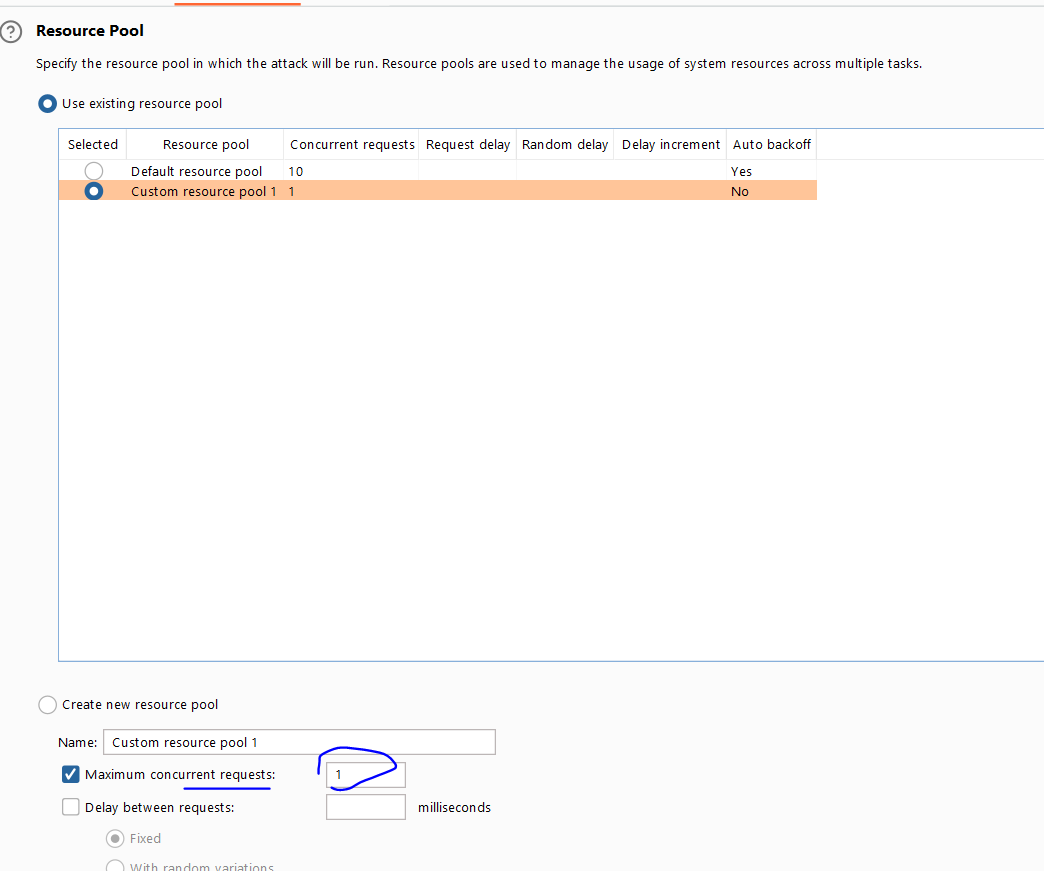 ?
Resource Pool
Specify the resource pool in which the attack will be run. Resource pools are used to manage the usage of system resources across multiple tasks.
Use existing resource pool
Selected Resource pool Concurrent requests Request delay Random delay Delay increment Auto backoff
Default resource pool 10 Yes
Custom resource pool 1 1 No
Create new resource pool
Name: Custom resource pool 1
Maximum concurrent requests: 1
Delay between requests: milliseconds
Fixed
With random variations